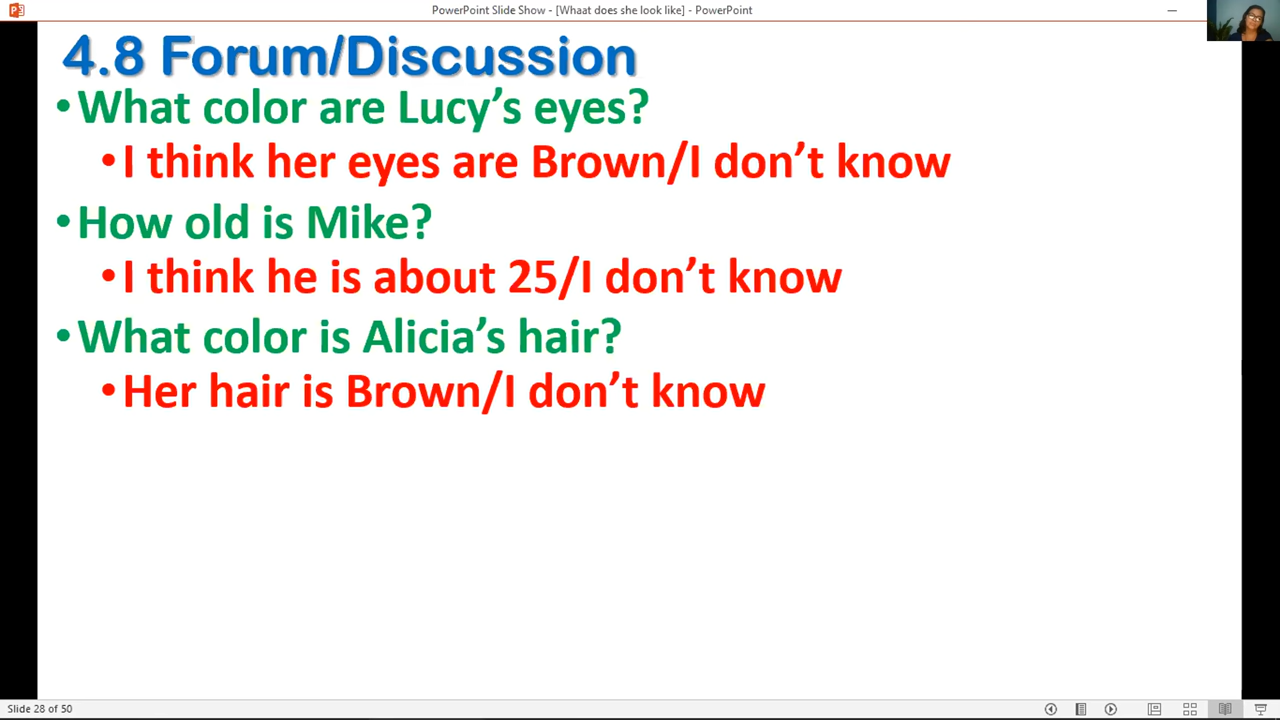 PowerPoint Slide Show - [Whaat does she look like] - PowerPoint
4.8 Forum/Discussion
•What color are Lucy's eyes?
•I think her eyes are Brown/I don't know
•How old is Mike?
•I think he is about 25/I don't know
•What color is Alicia's hair?
•Her hair is Brown/I don't know
Slide 28 of 50